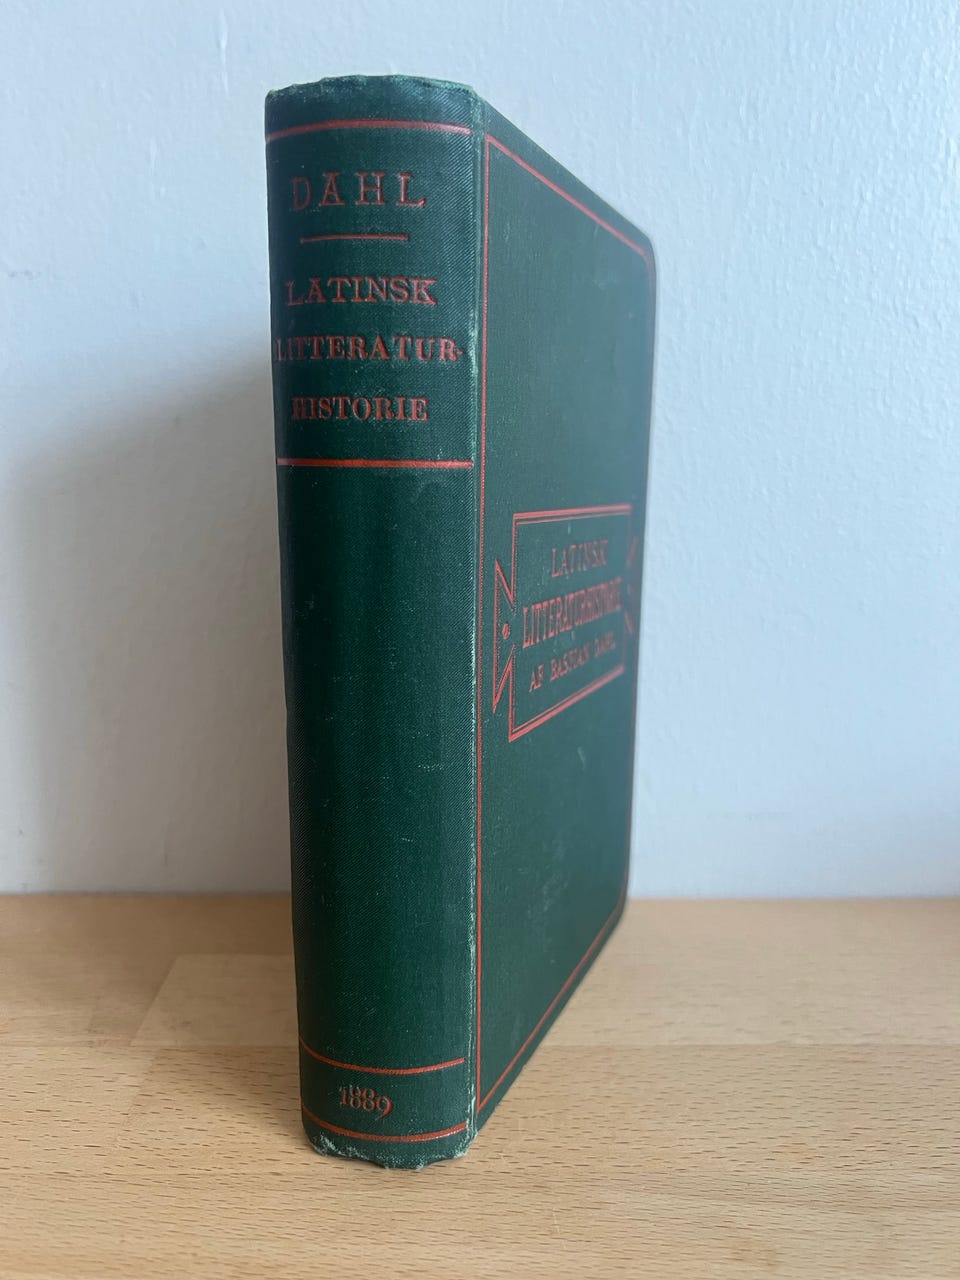 DAHL
LATINSK
LITTERATUR-
HISTORIE
1889
LATINSK
LITTERATURHISTORIE
AF BASTIAN DAHL